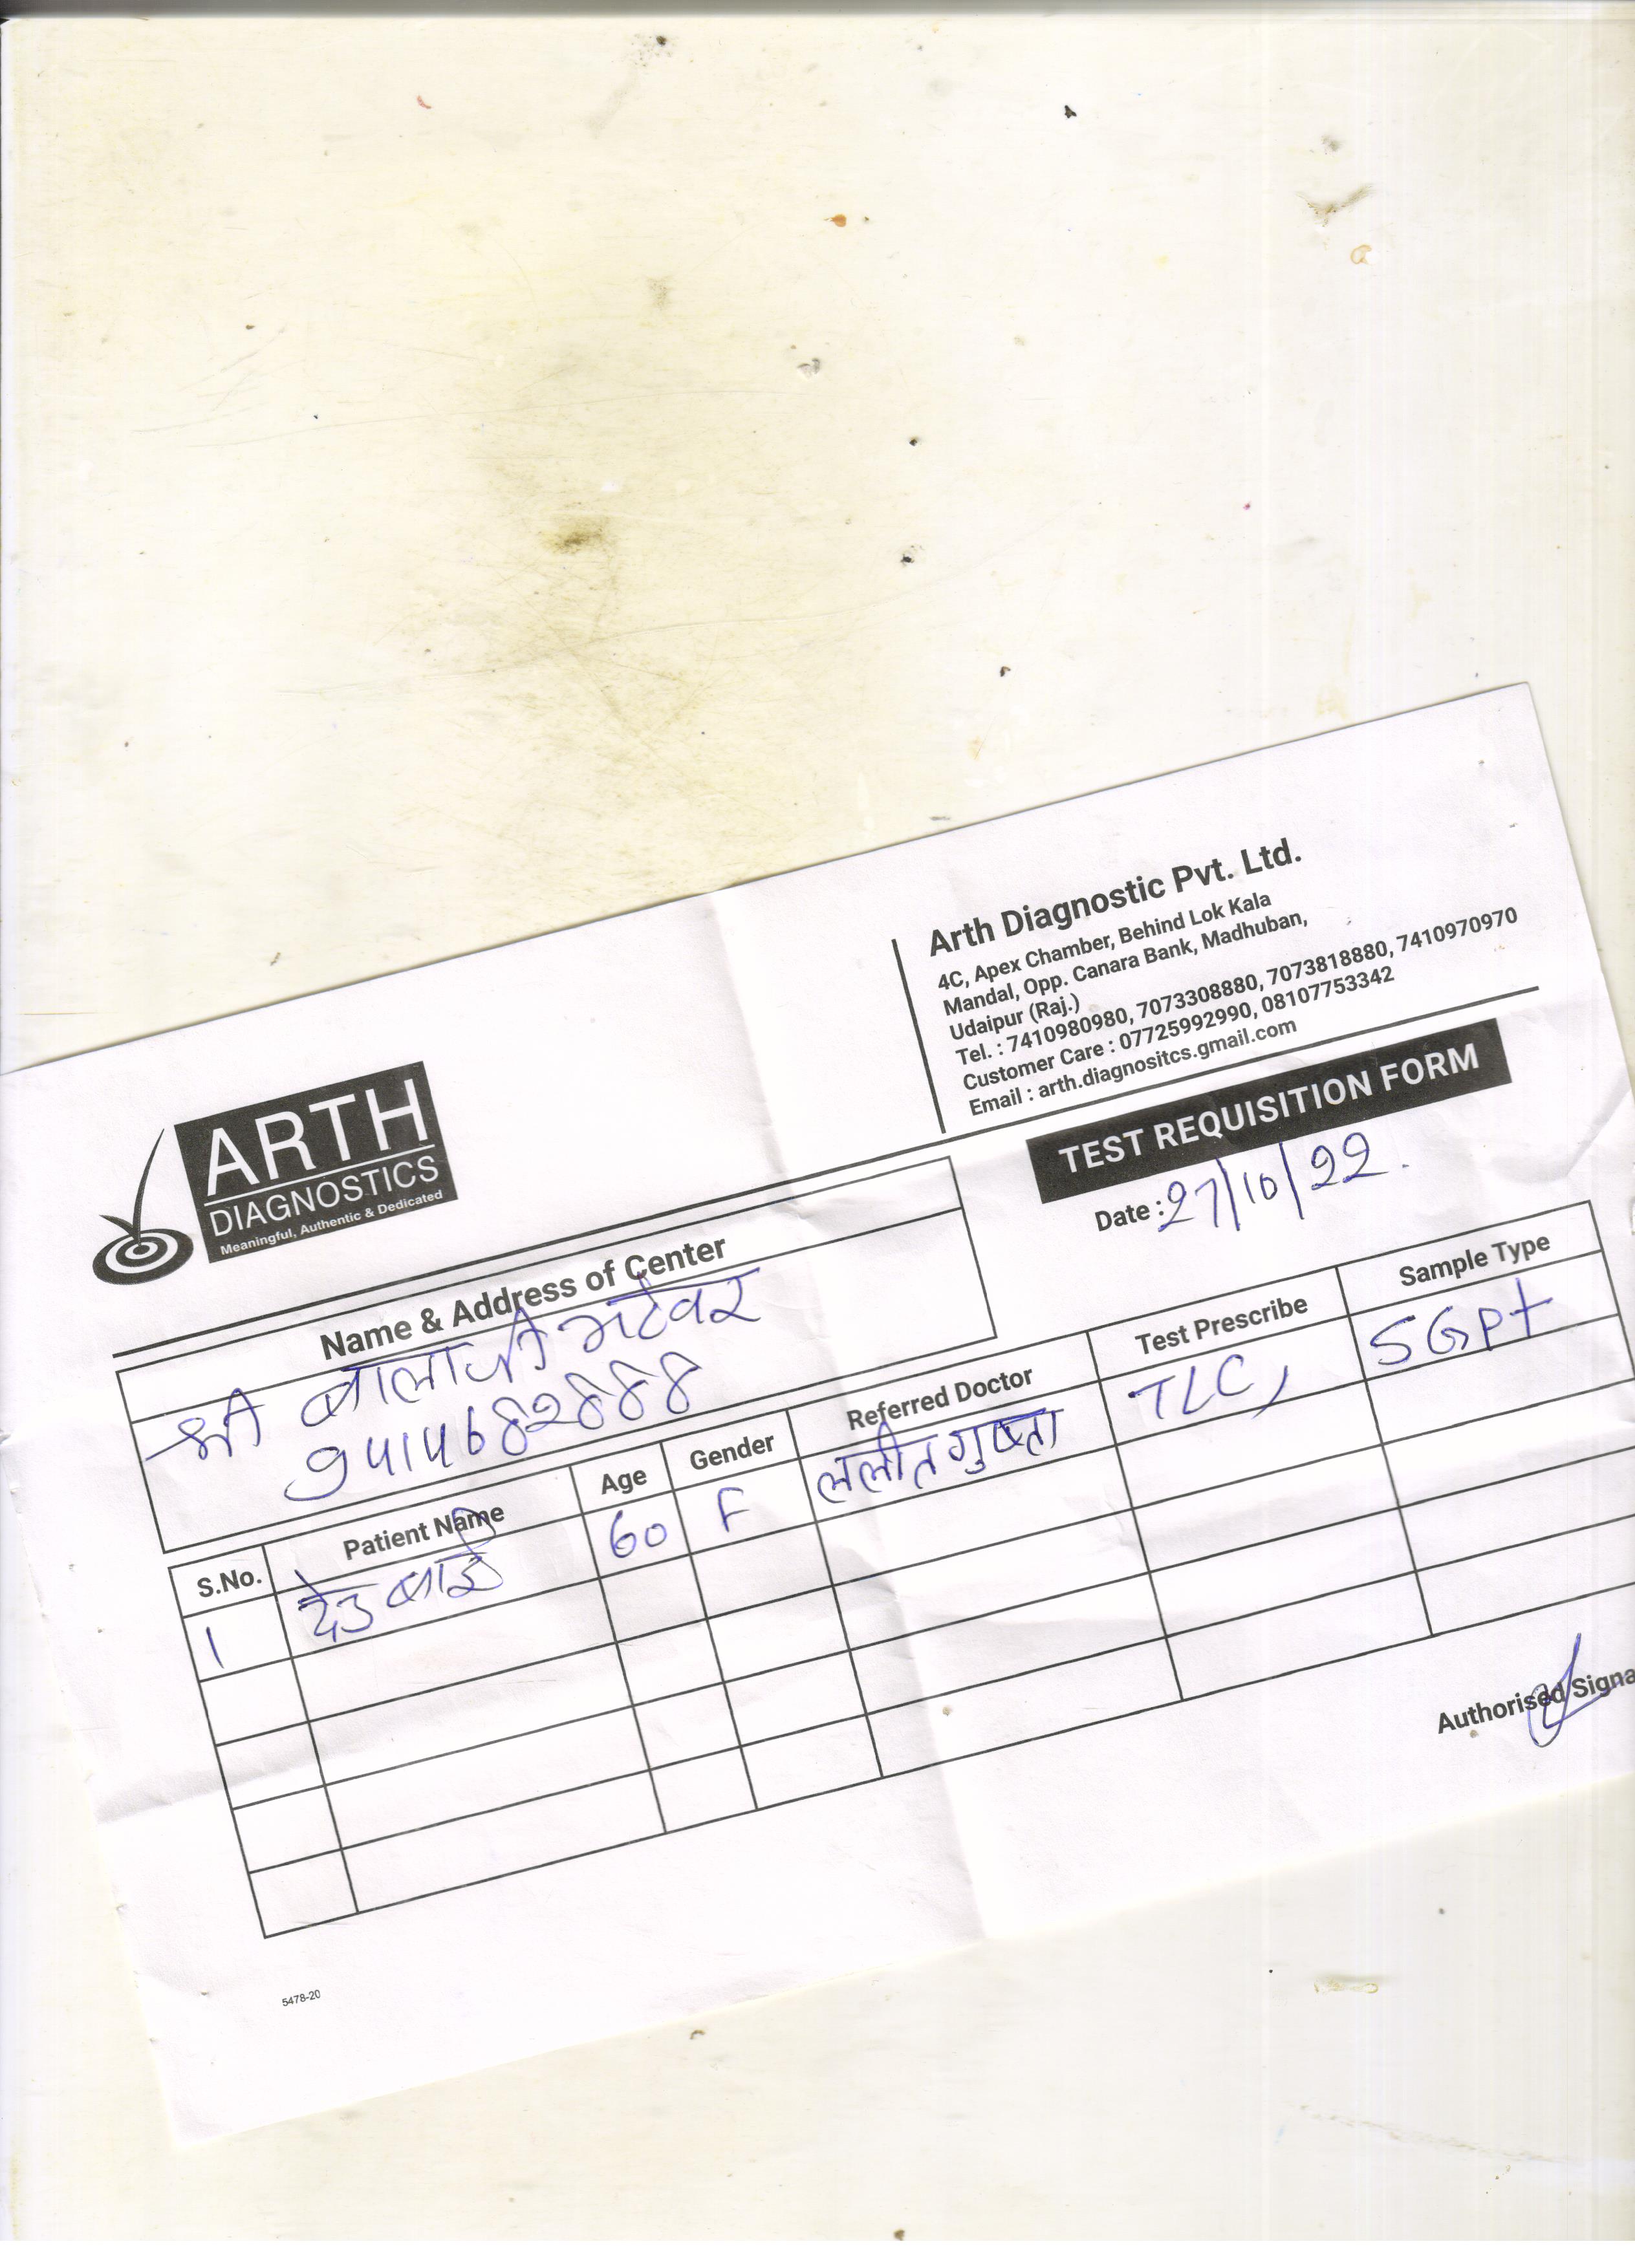 ARTH
DIAGNOSTICS
Meaningful, Authentic & Dedicated
Arth Diagnostic Pvt. Ltd.
4C, Apex Chamber, Behind Lok Kala
Mandal, Opp. Canara Bank, Madhuban,
Udaipur (Raj.)
Tel. : 7410980980, 7073308880, 7073818880, 7410970970
Customer Care : 07725992990, 08107753342
Email : arth.diagnositcs.gmail.com
TEST REQUISITION FORM
Date : 27/10/22.
Name & Address of Center
श्री बालाजी भटेवर
9414682888
S.No. Patient Name Age Gender Referred Doctor Test Prescribe Sample Type
1 देउ बाई 60 F ललीत गुप्ता TLC, SGPT
Authorised Signa
5478-20